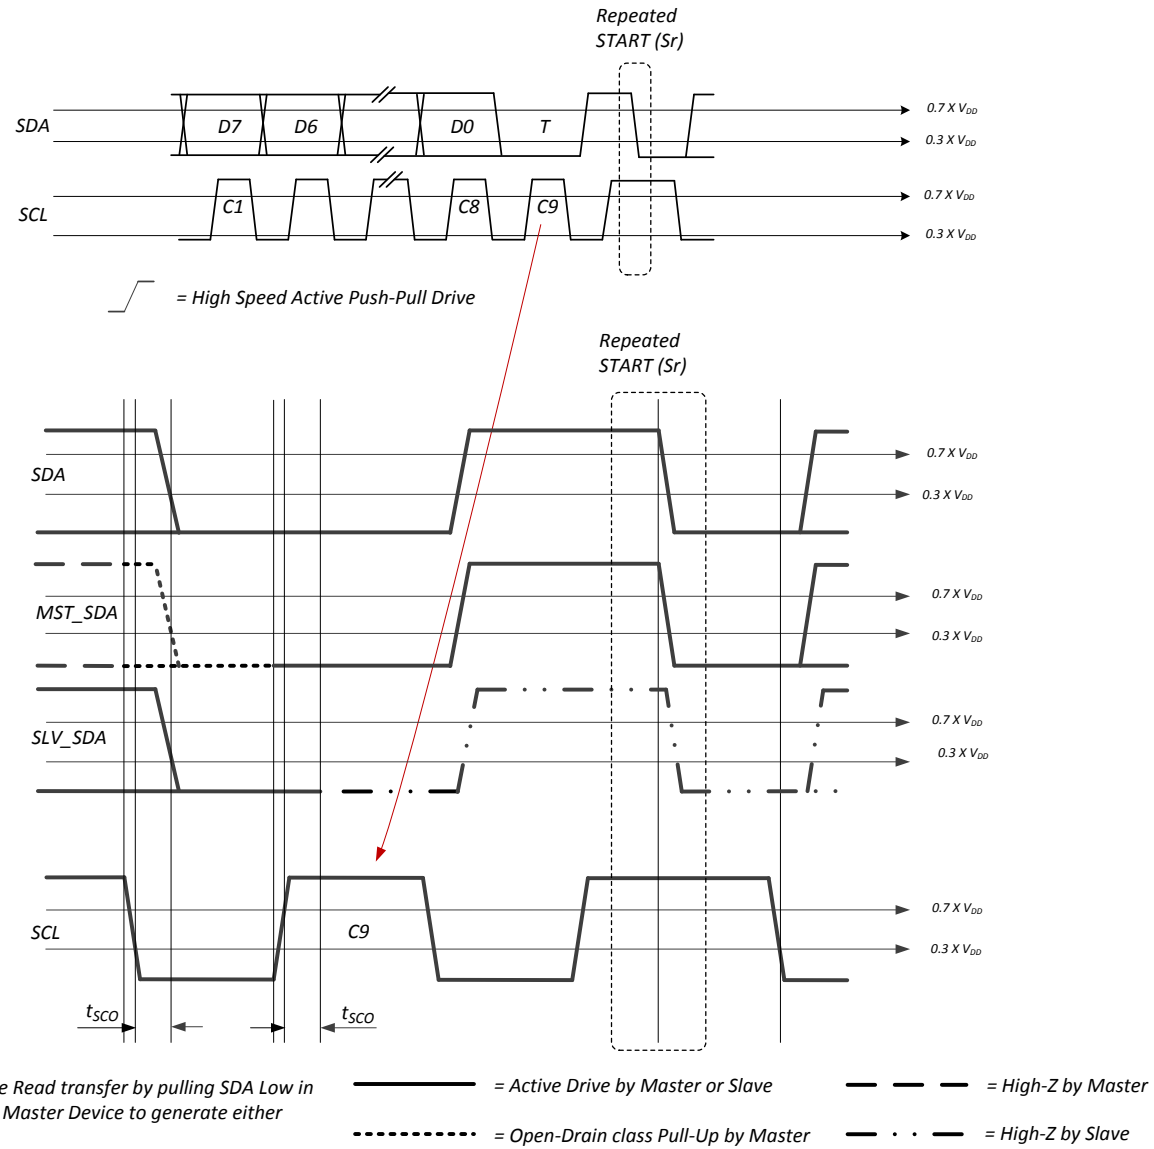 Repeated
START (Sr)
0.7 X VDD
SDA
D7
D6
D0
T
0.3 X VDD
0.7 X VDD
SCL
C1
C8
C9
0.3 X VDD
= High Speed Active Push-Pull Drive
Repeated
START (Sr)
0.7 X VDD
SDA
0.3 X VDD
0.7 X VDD
MST_SDA
0.3 X VDD
0.7 X VDD
SLV_SDA
0.3 X VDD
0.7 X VDD
SCL
C9
0.3 X VDD
tSCO
tSCO
e Read transfer by pulling SDA Low in
Master Device to generate either
= Active Drive by Master or Slave
= High-Z by Master
= Open-Drain class Pull-Up by Master
= High-Z by Slave